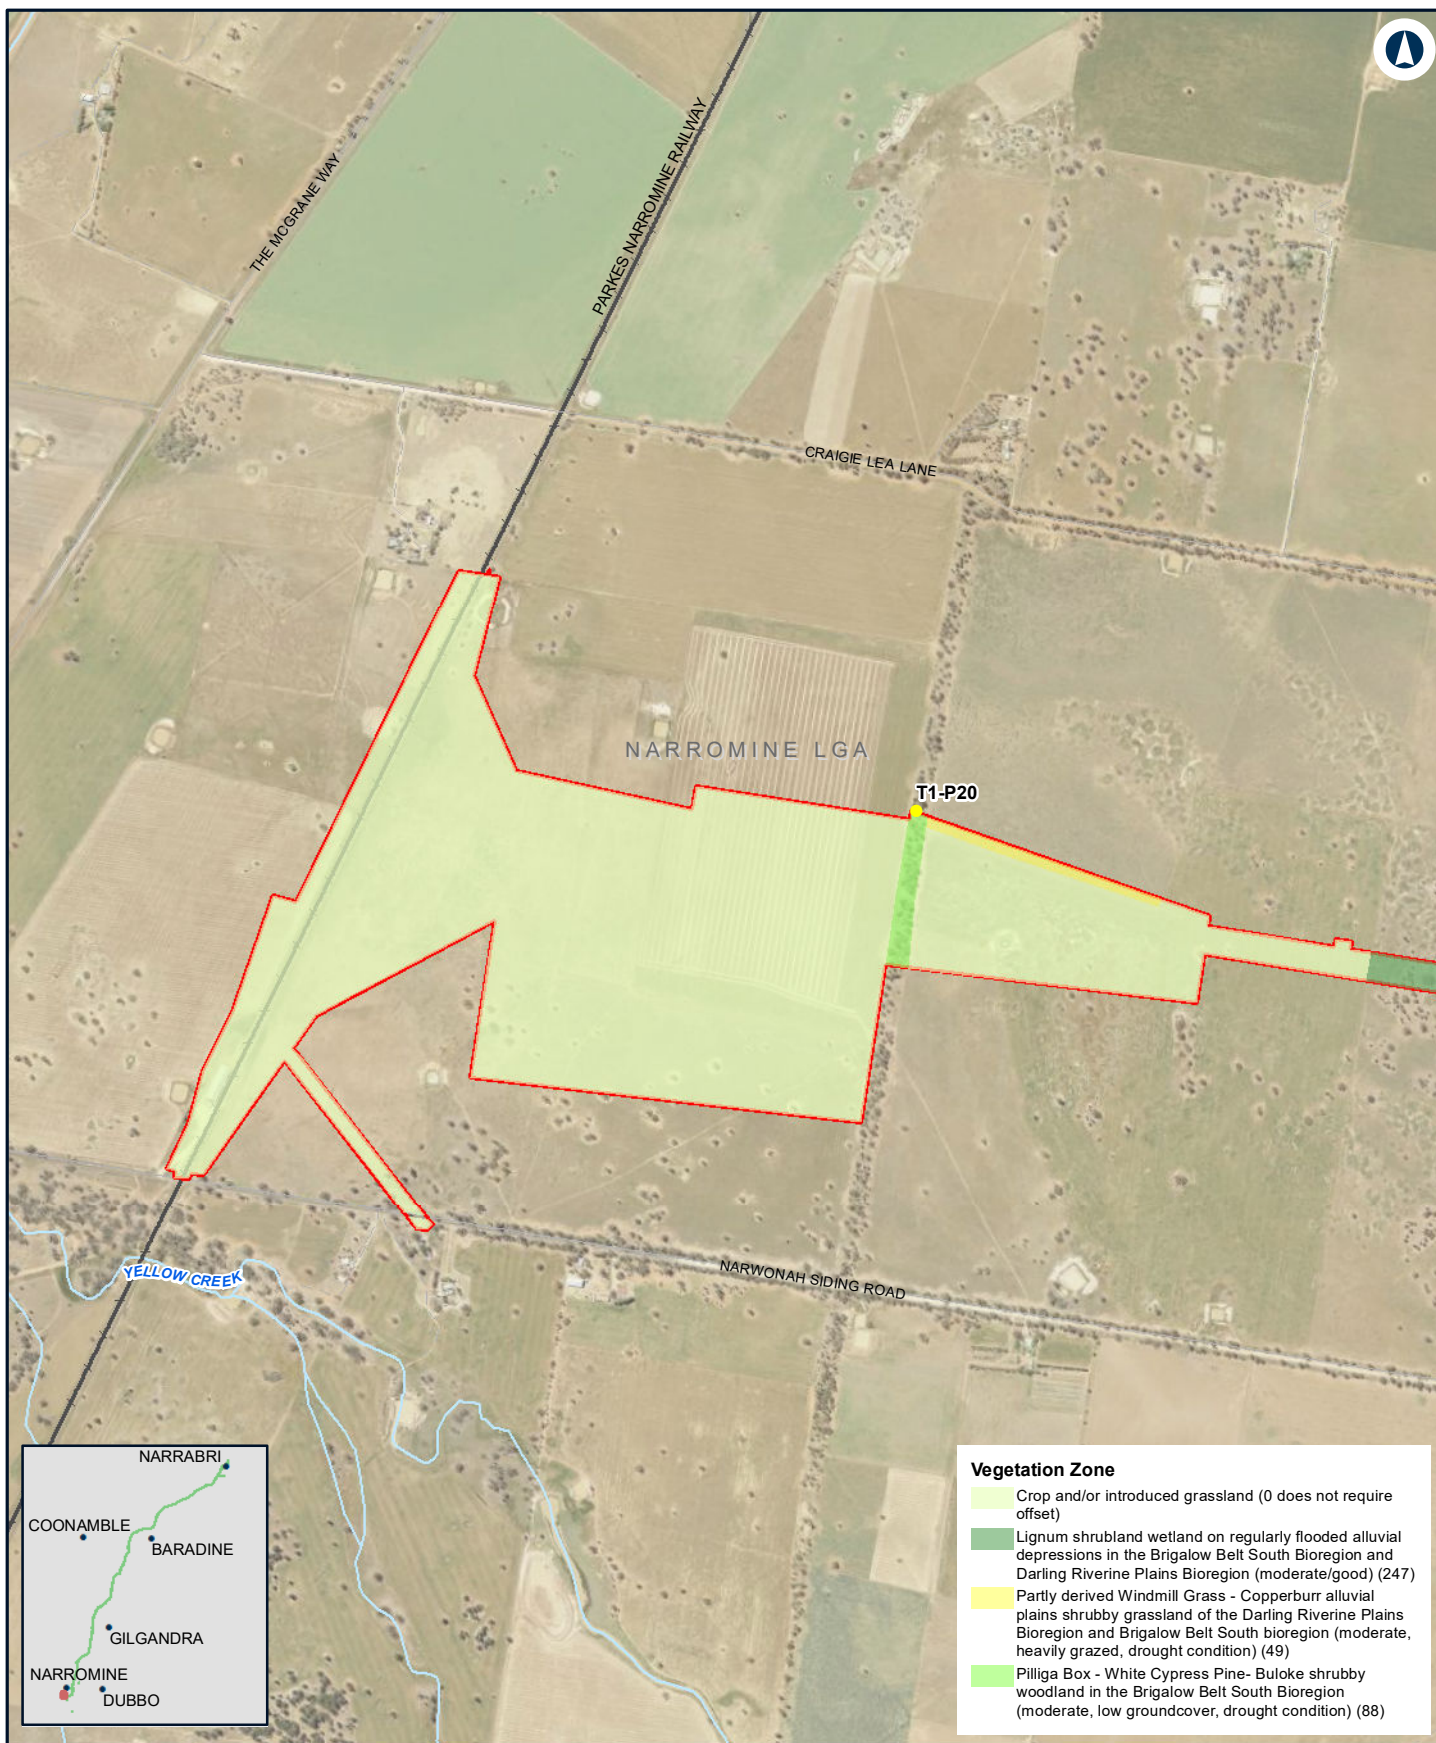 THE MCGRANE WAY
PARKES NARROMINE RAILWAY
CRAIGIE LEA LANE
NARROMINE LGA
T1-P20
YELLOW CREEK
NARWONAH SIDING ROAD
NARRABRI
COONAMBLE
BARADINE
GILGANDRA
NARROMINE
DUBBO
Vegetation Zone
Crop and/or introduced grassland (0 does not require
offset)
Lignum shrubland wetland on regularly flooded alluvial
depressions in the Brigalow Belt South Bioregion and
Darling Riverine Plains Bioregion (moderate/good) (247)
Partly derived Windmill Grass - Copperburr alluvial
plains shrubby grassland of the Darling Riverine Plains
Bioregion and Brigalow Belt South bioregion (moderate,
heavily grazed, drought condition) (49)
Pilliga Box - White Cypress Pine- Buloke shrubby
woodland in the Brigalow Belt South Bioregion
(moderate, low groundcover, drought condition) (88)